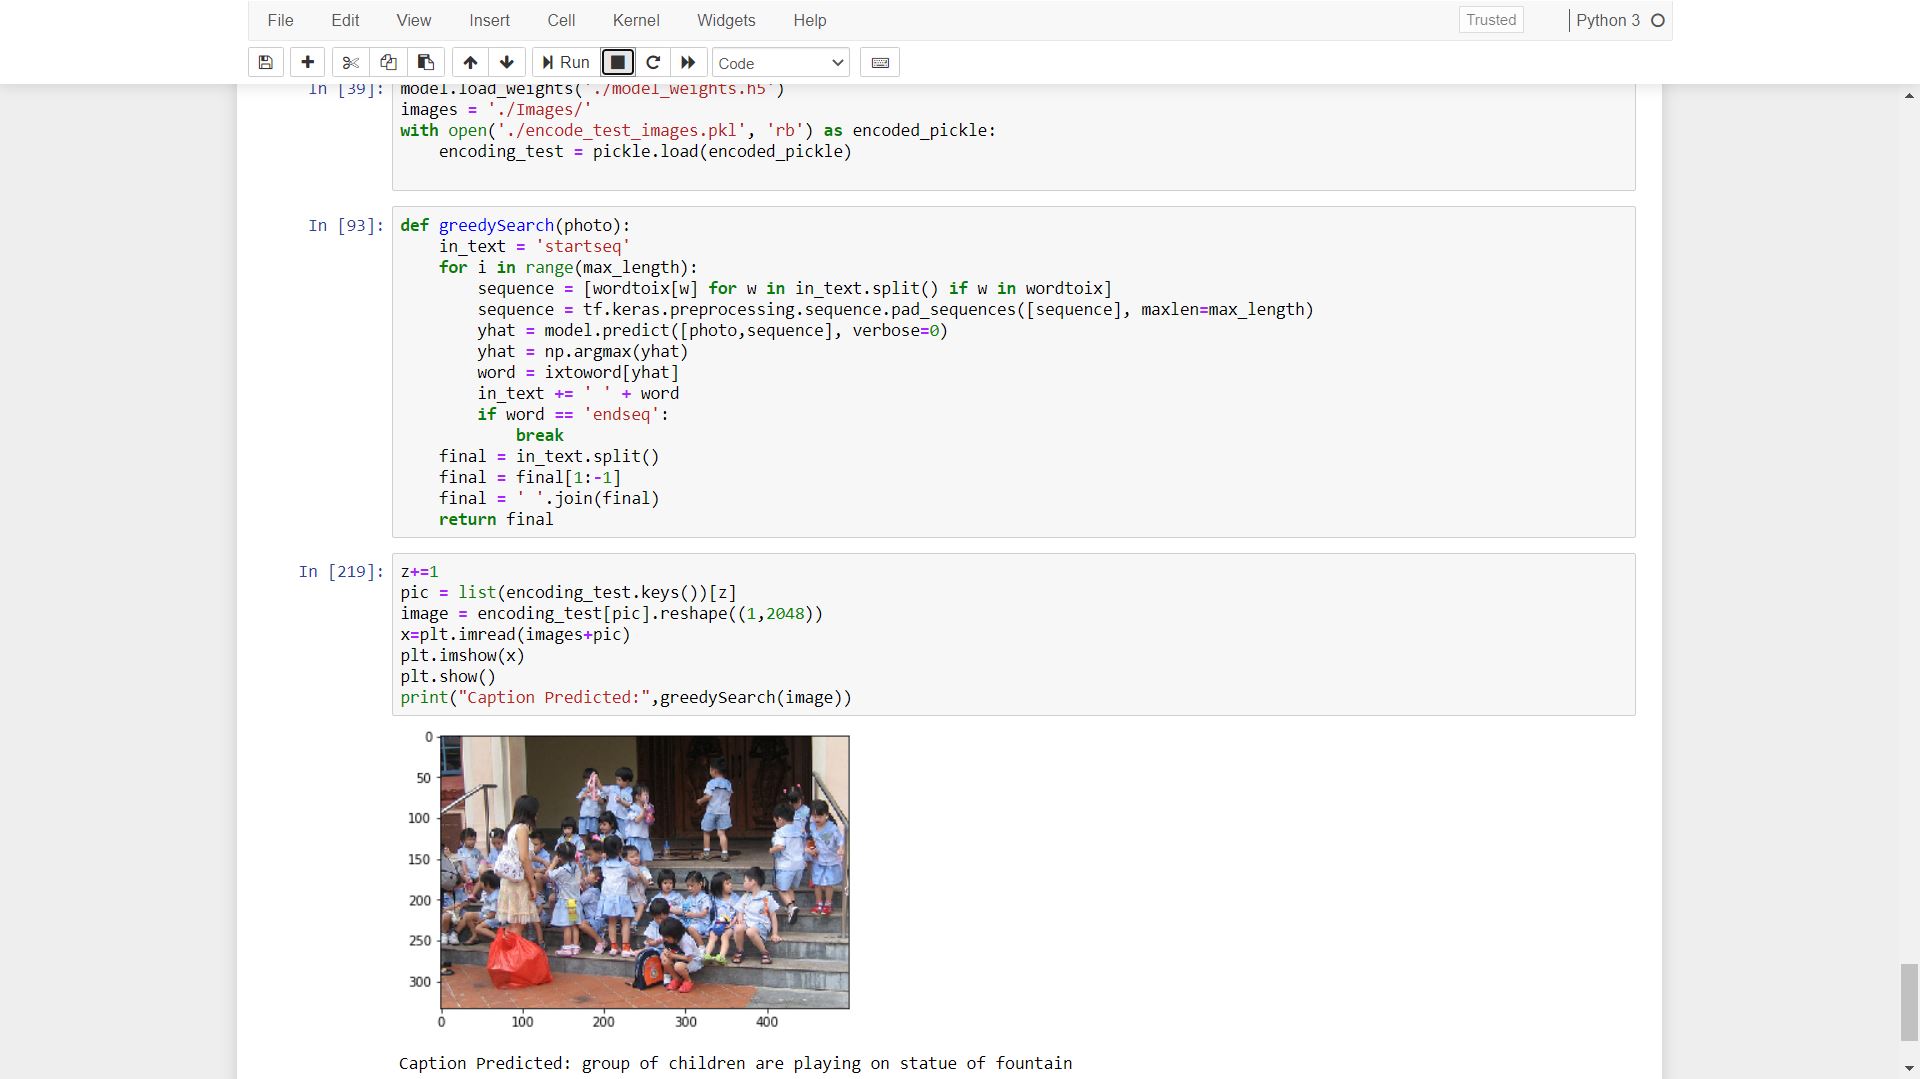 File Edit View Insert Cell Kernel Widgets Help Trusted Python 3
Run Code
In [39]: model.load_weights('./model_weights.h5')
images = './Images/'
with open('./encode_test_images.pkl', 'rb') as encoded_pickle:
    encoding_test = pickle.load(encoded_pickle)
In [93]: def greedySearch(photo):
    in_text = 'startseq'
    for i in range(max_length):
        sequence = [wordtoix[w] for w in in_text.split() if w in wordtoix]
        sequence = tf.keras.preprocessing.sequence.pad_sequences([sequence], maxlen=max_length)
        yhat = model.predict([photo,sequence], verbose=0)
        yhat = np.argmax(yhat)
        word = ixtoword[yhat]
        in_text += ' ' + word
        if word == 'endseq':
            break
    final = in_text.split()
    final = final[1:-1]
    final = ' '.join(final)
    return final
In [219]: z+=1
pic = list(encoding_test.keys())[z]
image = encoding_test[pic].reshape((1,2048))
x=plt.imread(images+pic)
plt.imshow(x)
plt.show()
print("Caption Predicted:",greedySearch(image))
0
50
100
150
200
250
300
0 100 200 300 400
Caption Predicted: group of children are playing on statue of fountain